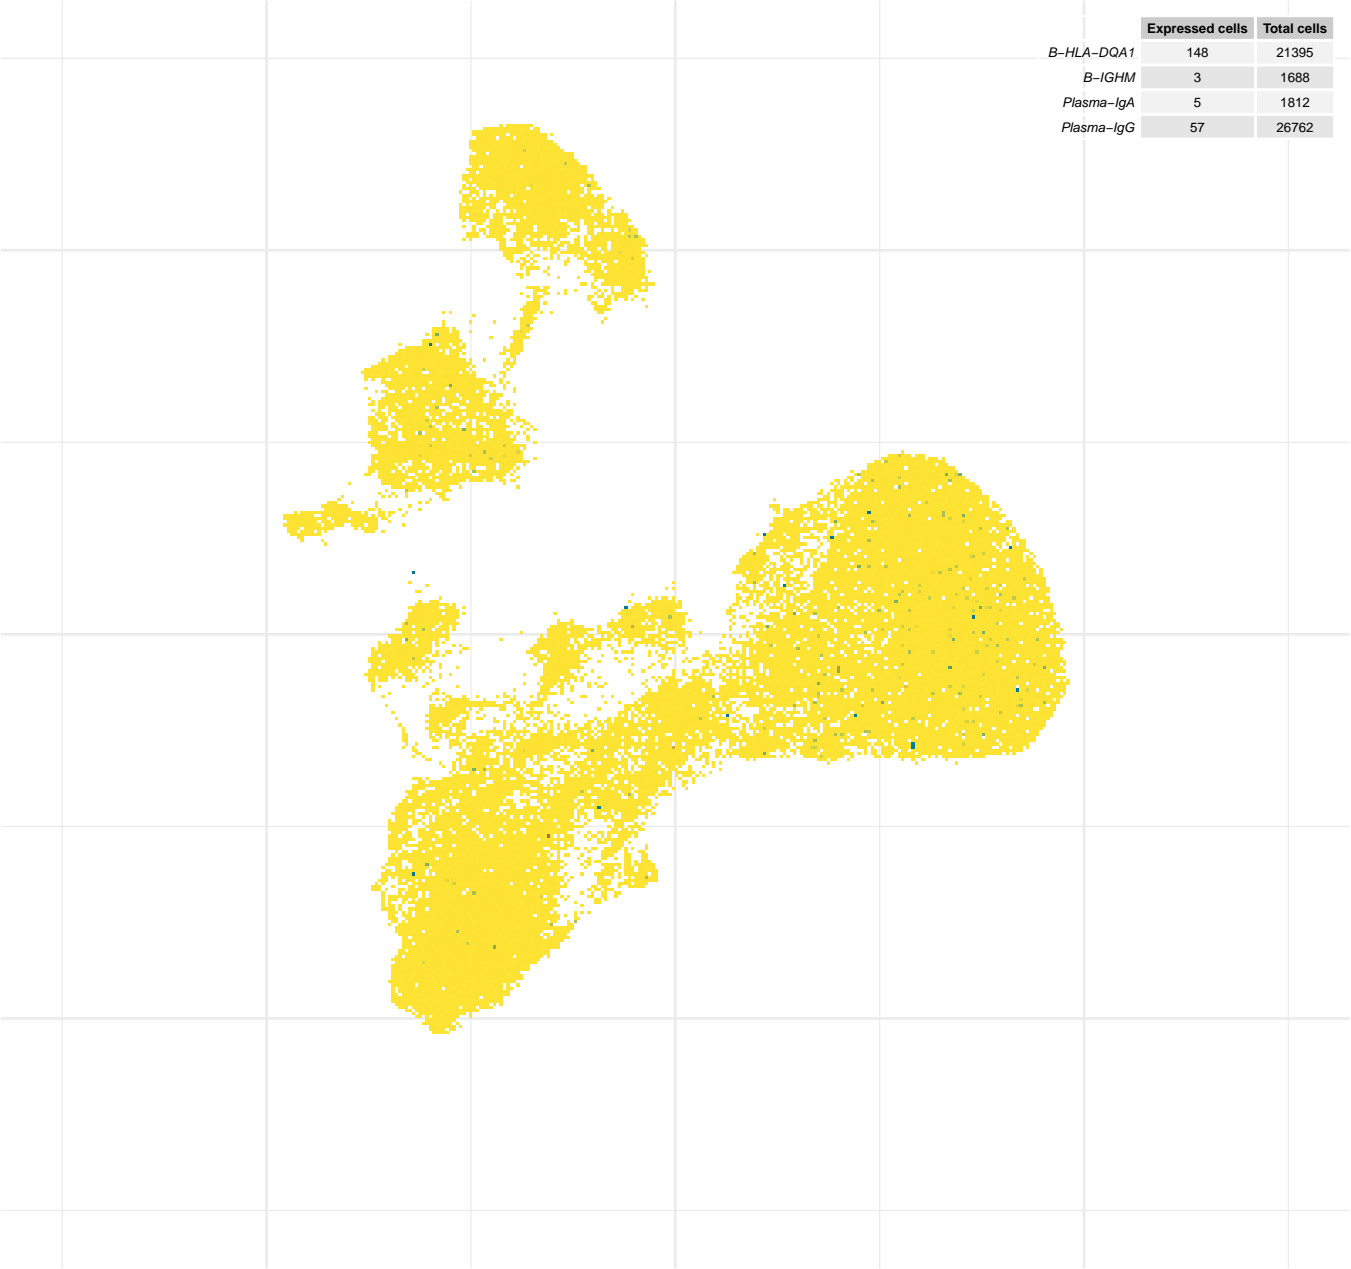 Expressed cells Total cells
B−HLA−DQA1 148 21395
B−IGHM 3 1688
Plasma−IgA 5 1812
Plasma−IgG 57 26762